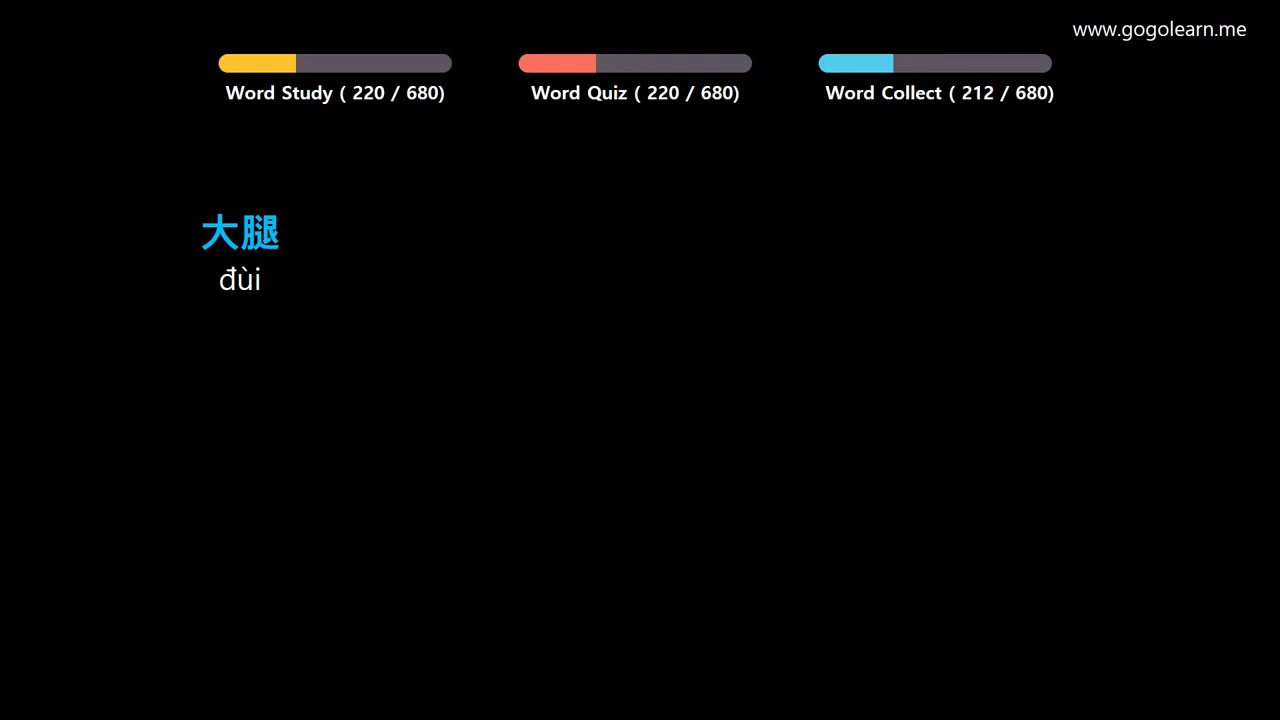 www.gogolearn.me
Word Study ( 220 / 680)
Word Quiz ( 220 / 680)
Word Collect ( 212 / 680)
大腿
đùi